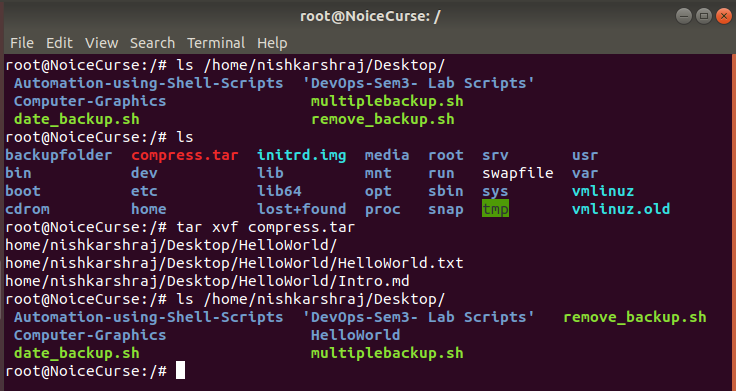 root@NoiceCurse: /
File Edit View Search Terminal Help
root@NoiceCurse:/# ls /home/nishkarshraj/Desktop/
Automation-using-Shell-Scripts 'DevOps-Sem3- Lab Scripts'
Computer-Graphics multiplebackup.sh
date_backup.sh remove_backup.sh
root@NoiceCurse:/# ls
backupfolder compress.tar initrd.img media root srv usr
bin dev lib mnt run swapfile var
boot etc lib64 opt sbin sys vmlinuz
cdrom home lost+found proc snap tmp vmlinuz.old
root@NoiceCurse:/# tar xvf compress.tar
home/nishkarshraj/Desktop/HelloWorld/
home/nishkarshraj/Desktop/HelloWorld/HelloWorld.txt
home/nishkarshraj/Desktop/HelloWorld/Intro.md
root@NoiceCurse:/# ls /home/nishkarshraj/Desktop/
Automation-using-Shell-Scripts 'DevOps-Sem3- Lab Scripts' remove_backup.sh
Computer-Graphics HelloWorld
date_backup.sh multiplebackup.sh
root@NoiceCurse:/#